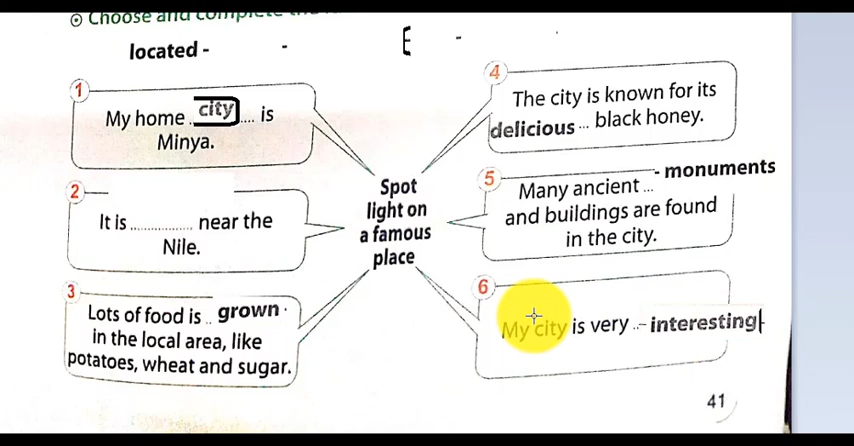 Choose and complete the
located -
-
E
-
1
My home . city .... is
Minya.
2
It is .................. near the
Nile.
3
Lots of food is .. grown
in the local area, like
potatoes, wheat and sugar.
Spot
light on
a famous
place
4
The city is known for its
delicious ... black honey.
5
- monuments
Many ancient ...
and buildings are found
in the city.
6
My city is very ..- interesting
41